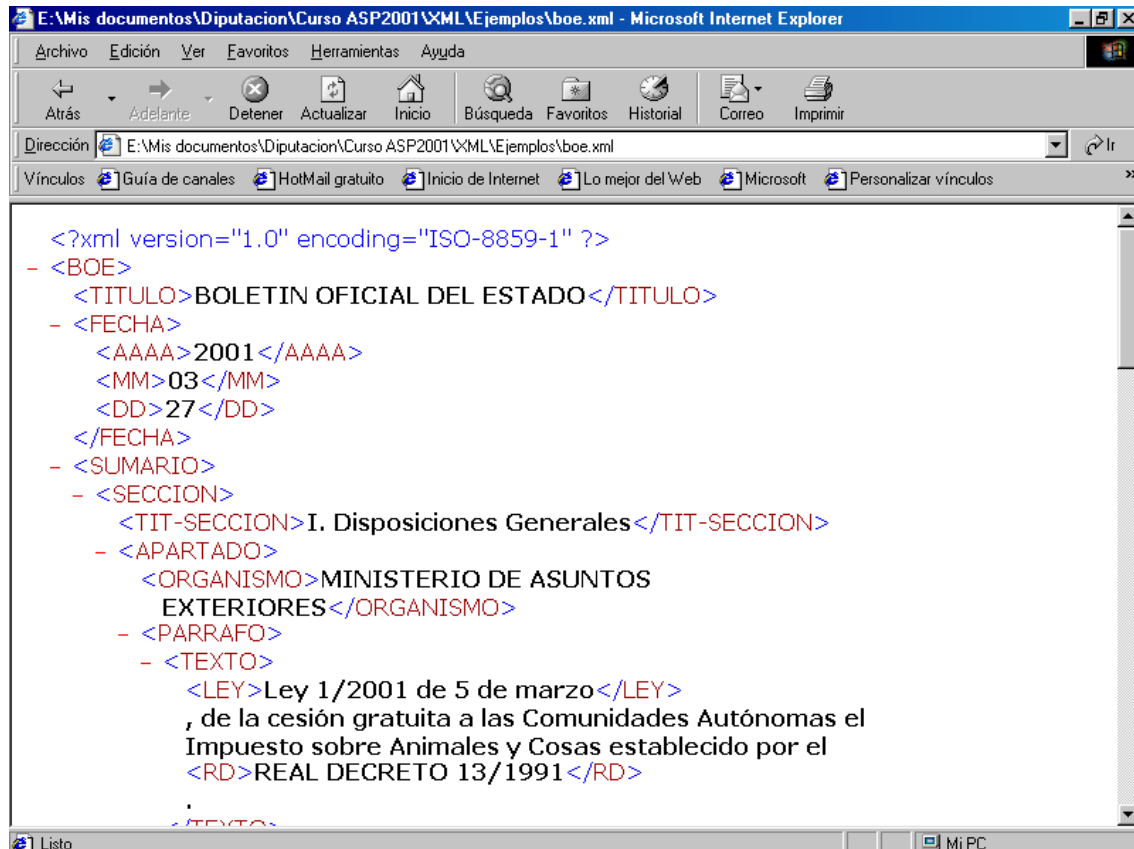 E:\Mis documentos\Diputacion\Curso ASP2001\XML\Ejemplos\boe.xml - Microsoft Internet Explorer
Archivo Edición Ver Favoritos Herramientas Ayuda
Atrás Adelante Detener Actualizar Inicio Búsqueda Favoritos Historial Correo Imprimir
Dirección E:\Mis documentos\Diputacion\Curso ASP2001\XML\Ejemplos\boe.xml Ir
Vínculos Guía de canales HotMail gratuito Inicio de Internet Lo mejor del Web Microsoft Personalizar vínculos »
<?xml version="1.0" encoding="ISO-8859-1" ?>
- <BOE>
<TITULO>BOLETIN OFICIAL DEL ESTADO</TITULO>
- <FECHA>
<AAAA>2001</AAAA>
<MM>03</MM>
<DD>27</DD>
</FECHA>
- <SUMARIO>
- <SECCION>
<TIT-SECCION>I. Disposiciones Generales</TIT-SECCION>
- <APARTADO>
<ORGANISMO>MINISTERIO DE ASUNTOS
EXTERIORES</ORGANISMO>
- <PARRAFO>
- <TEXTO>
<LEY>Ley 1/2001 de 5 de marzo</LEY>
, de la cesión gratuita a las Comunidades Autónomas el
Impuesto sobre Animales y Cosas establecido por el
<RD>REAL DECRETO 13/1991</RD>
.
</TEXTO>
Listo Mi PC